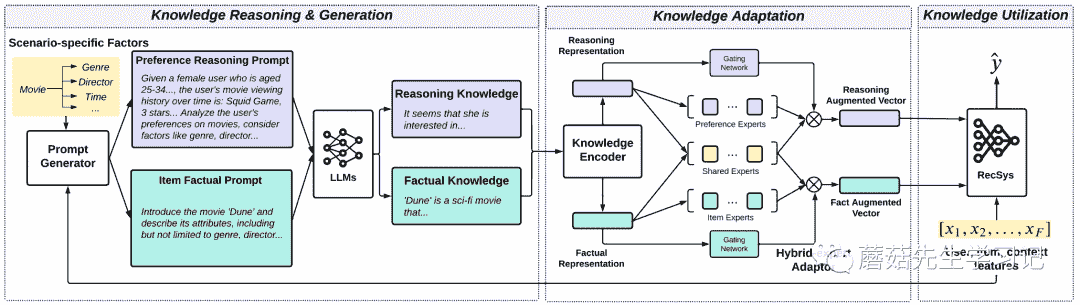 Knowledge Reasoning & Generation
Scenario-specific Factors
Movie
Genre
Director
Time
...
Prompt
Generator
Preference Reasoning Prompt
Given a female user who is aged
25-34..., the user's movie viewing
history over time is: Squid Game,
3 stars... Analyze the user's
preferences on movies, consider
factors like genre, director...
Item Factual Prompt
Introduce the movie 'Dune' and
describe its attributes, including
but not limited to genre, director...
LLMs
Reasoning Knowledge
It seems that she is
interested in...
Factual Knowledge
'Dune' is a sci-fi movie
that...
Knowledge Adaptation
Reasoning
Representation
Gating
Network
Knowledge
Encoder
Preference Experts
Shared Experts
Item Experts
Factual
Representation
Gating
Network
Hybrid
Adaptor
Reasoning
Augmented Vector
Fact Augmented
Vector
Knowledge Utilization
ŷ
RecSys
[x₁, x₂, . . . , x_F]
context
features
蘑菇先生学习记